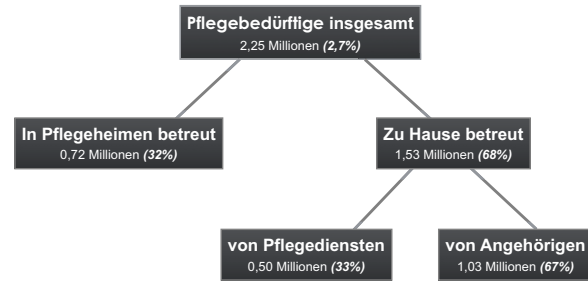 Pflegebedürftige insgesamt
2,25 Millionen (2,7%)
In Pflegeheimen betreut
0,72 Millionen (32%)
Zu Hause betreut
1,53 Millionen (68%)
von Pflegediensten
0,50 Millionen (33%)
von Angehörigen
1,03 Millionen (67%)